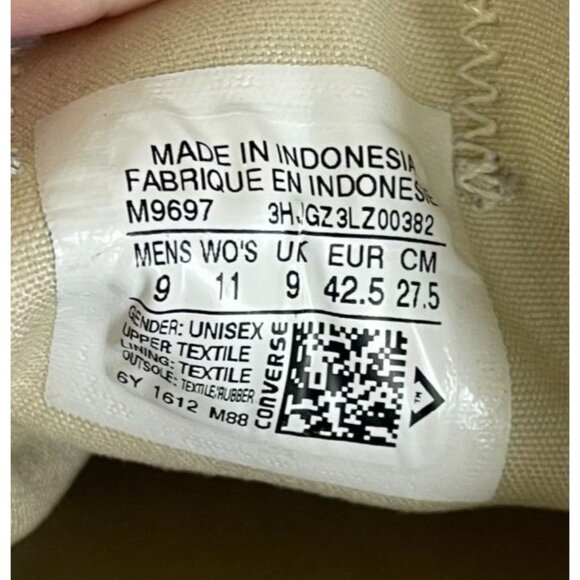 MADE IN INDONESIA
FABRIQUE EN INDONESIE
M9697 3HJGZ3LZ00382
MENS WO'S UK EUR CM
9 11 9 42.5 27.5
GENDER: UNISEX
UPPER: TEXTILE
LINING: TEXTILE
OUTSOLE: TEXTILE/RUBBER
6Y 1612 M88
CONVERSE